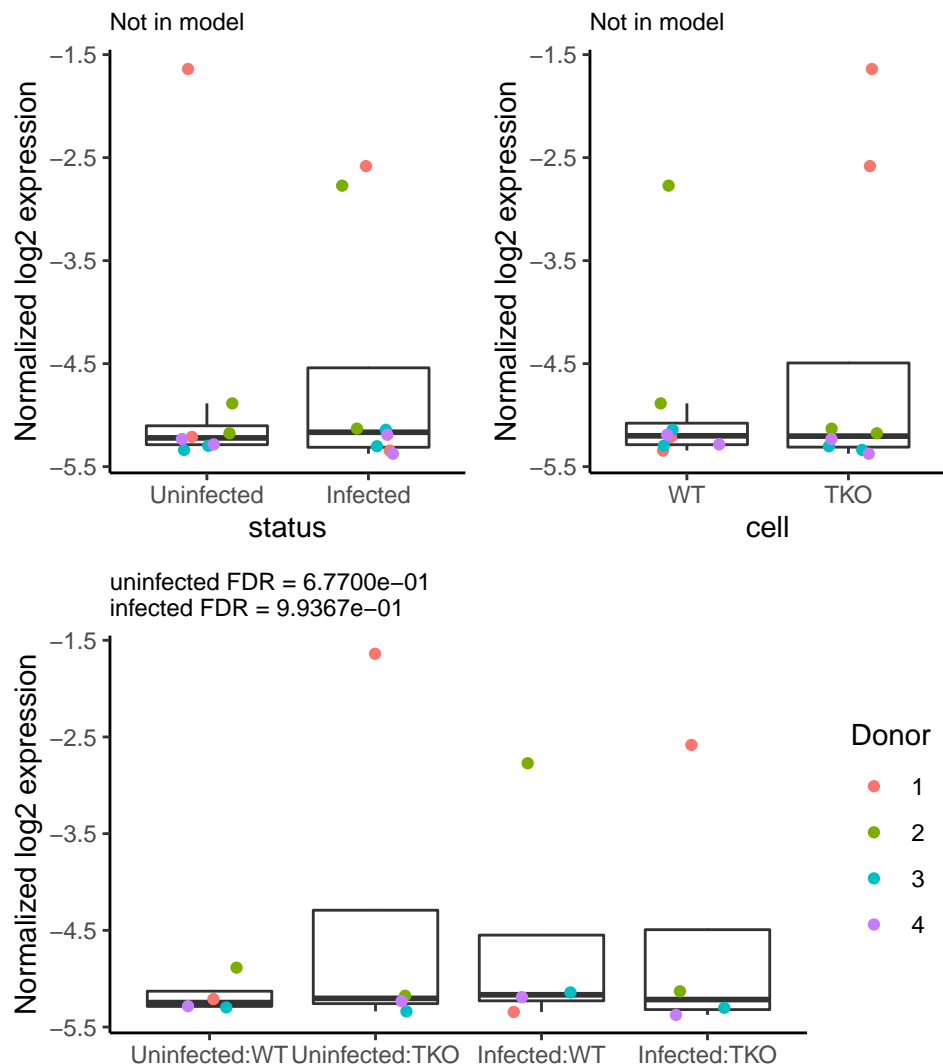 Not in model
Normalized log2 expression
−1.5
−2.5
−3.5
−4.5
−5.5
Uninfected Infected
status
Not in model
Normalized log2 expression
−1.5
−2.5
−3.5
−4.5
−5.5
WT TKO
cell
uninfected FDR = 6.7700e−01
infected FDR = 9.9367e−01
Normalized log2 expression
−1.5
−2.5
−3.5
−4.5
−5.5
Uninfected:WT Uninfected:TKO Infected:WT Infected:TKO
Donor
1
2
3
4